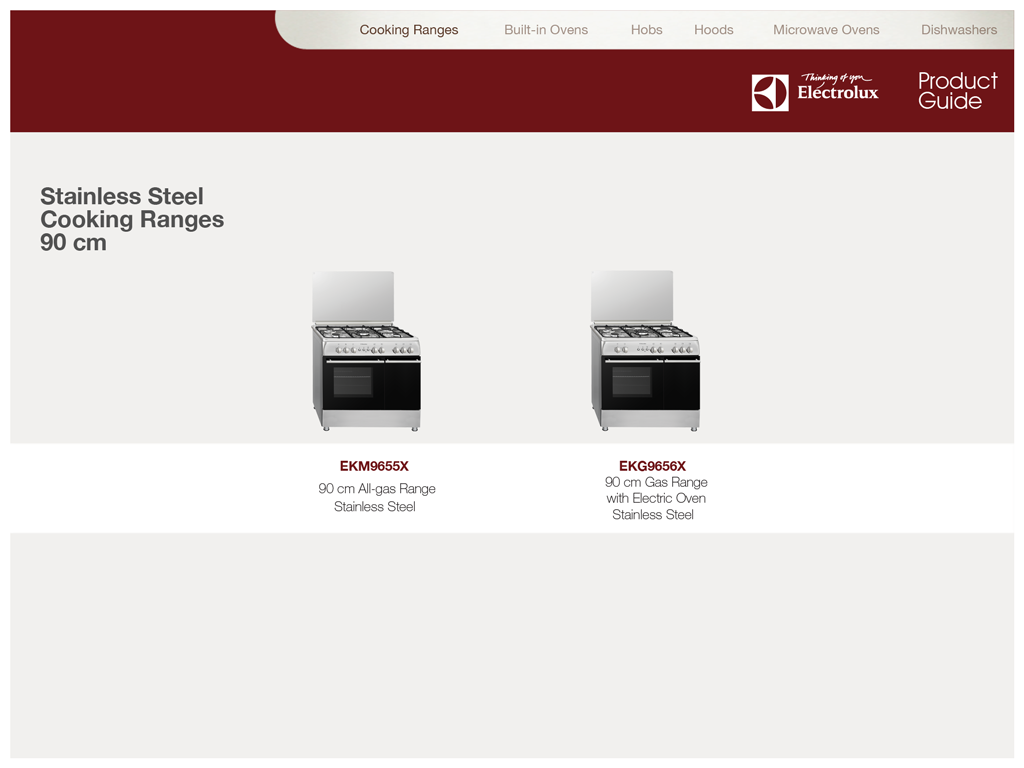 Cooking Ranges Built-in Ovens Hobs Hoods Microwave Ovens Dishwashers
Thinking of you
Electrolux
Product
Guide
Stainless Steel
Cooking Ranges
90 cm
EKM9655X
90 cm All-gas Range
Stainless Steel
EKG9656X
90 cm Gas Range
with Electric Oven
Stainless Steel